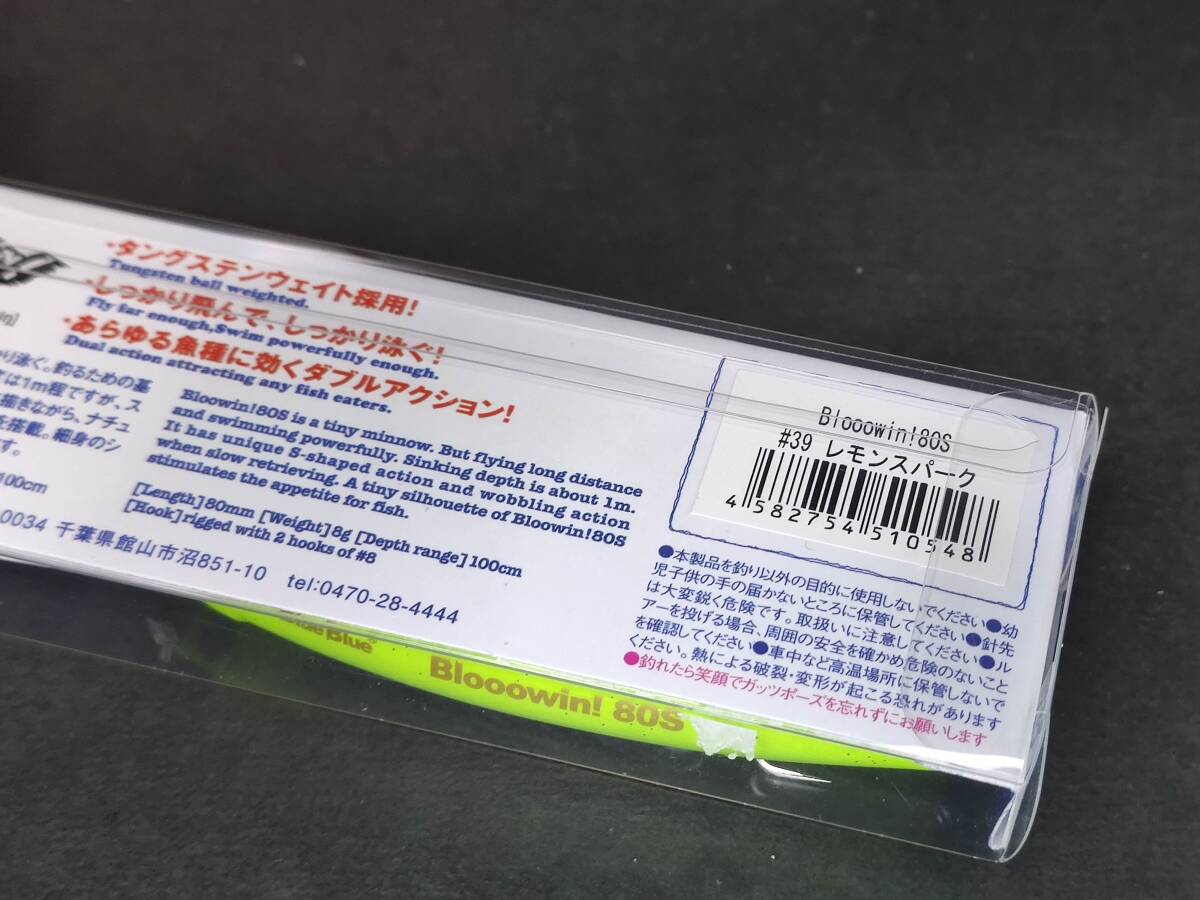 ・タングステンウェイト採用!
Tungsten ball weighted.
・しっかり飛んで、しっかり泳ぐ!
Fly far enough,Swim powerfully enough.
・あらゆる魚種に効くダブルアクション!
Dual action attracting any fish eaters.
り泳ぐ。釣るための基
は1m程ですが、ス
描きながら、ナチュ
を搭載。細身のシ
す。
100cm
Bloowin!80S is a tiny minnow. But flying long distance
and swimming powerfully. Sinking depth is about 1m.
It has unique S-shaped action and wobbling action
when slow retrieving. A tiny silhouette of Bloowin!80S
stimulates the appetite for fish.
[Length]80mm [Weight]8g [Depth range]100cm
[Hook]rigged with 2 hooks of #8
0034 千葉県館山市沼851-10 tel:0470-28-4444
Blooowin!80S
#39 レモンスパーク
4 582754 510548
●本製品を釣り以外の目的に使用しないでください●幼
児子供の手の届かないところに保管してください●針先
は大変鋭く危険です。取扱いに注意してください●ル
アーを投げる場合、周囲の安全を確かめ危険のないこと
を確認してください●車中など高温場所に保管しないで
ください。熱による破裂・変形が起こる恐れがあります
●釣れたら笑顔でガッツポーズを忘れずにお願いします
BlueBlue
Blooowin! 80S